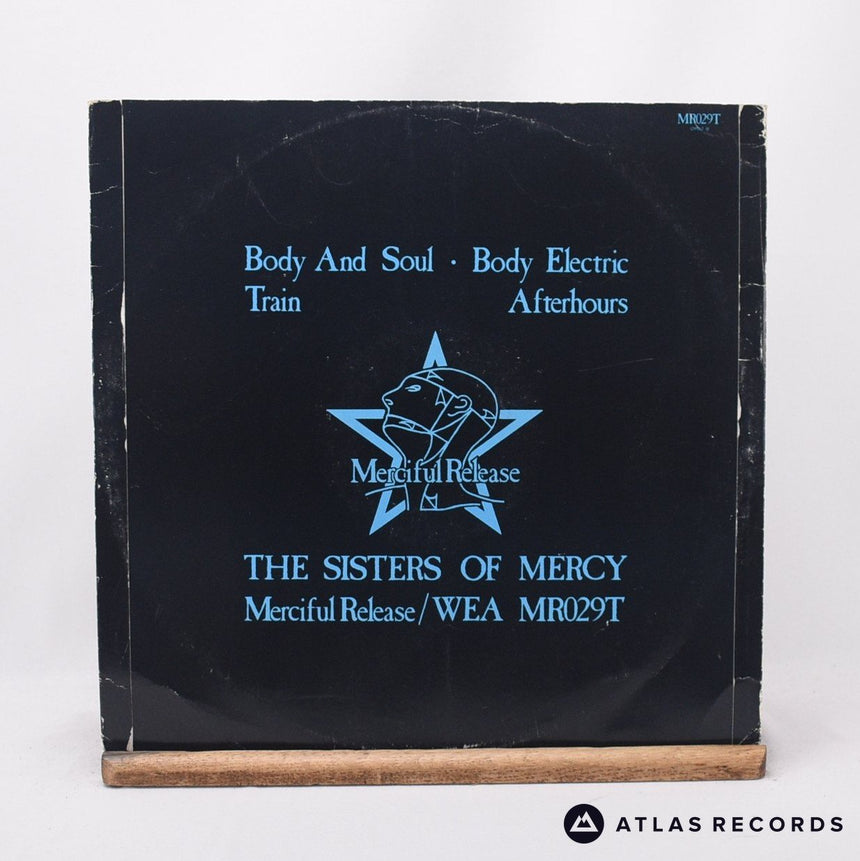 MR029T
Body And Soul · Body Electric
Train Afterhours
Merciful Release
THE SISTERS OF MERCY
Merciful Release/WEA MR029T
ATLAS RECORDS